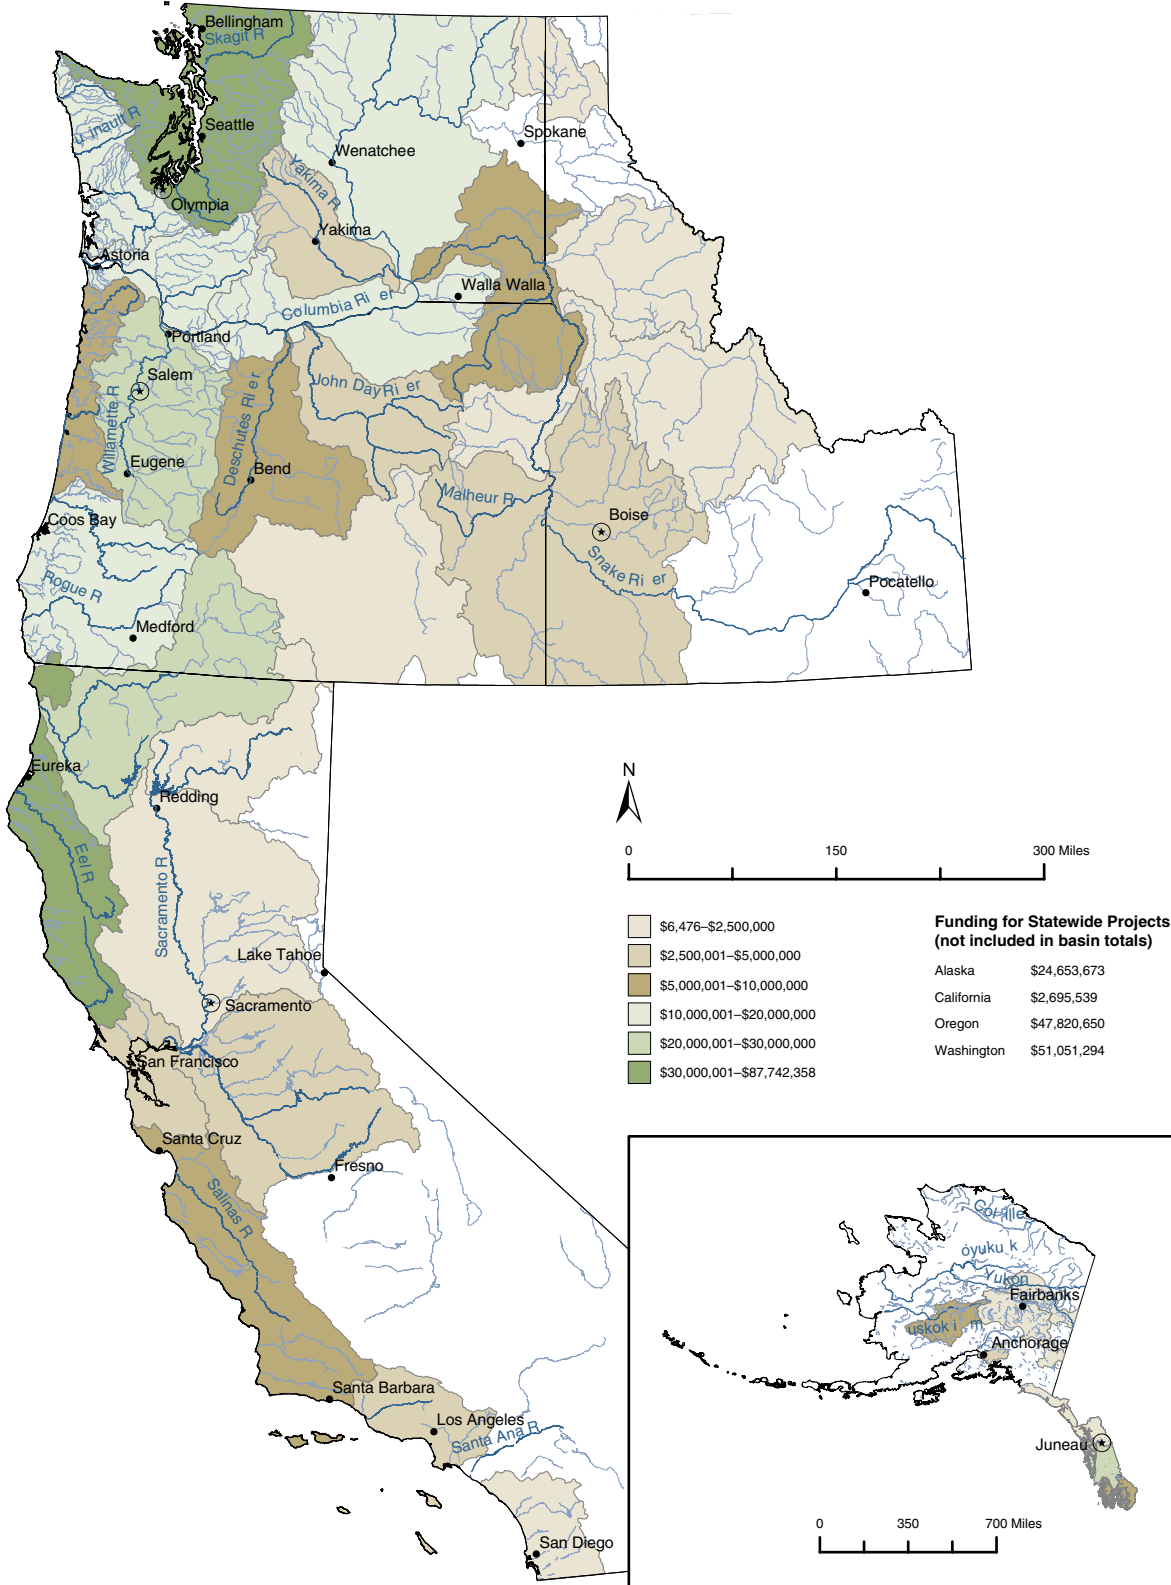 Bellingham
Skagit R
u inault R
Seattle
Spokane
Wenatchee
Yakima R
Olympia
Yakima
Astoria
Walla Walla
Columbia Ri er
Portland
Salem
John Day Ri er
Willamette R
Deschutes Ri er
Eugene
Bend
Malheur R
Coos Bay
Boise
Snake Ri er
Rogue R
Pocatello
Medford
Eureka
Redding
Eel R
Sacramento R
Lake Tahoe
Sacramento
San Francisco
Santa Cruz
Fresno
Salinas R
Santa Barbara
Los Angeles
Santa Ana R
San Diego
N
0 150 300 Miles
$6,476–$2,500,000
$2,500,001–$5,000,000
$5,000,001–$10,000,000
$10,000,001–$20,000,000
$20,000,001–$30,000,000
$30,000,001–$87,742,358
Funding for Statewide Projects
(not included in basin totals)
Alaska $24,653,673
California $2,695,539
Oregon $47,820,650
Washington $51,051,294
Col ille
oyuku k
Yukon
Fairbanks
uskok i m
Anchorage
Juneau
0 350 700 Miles